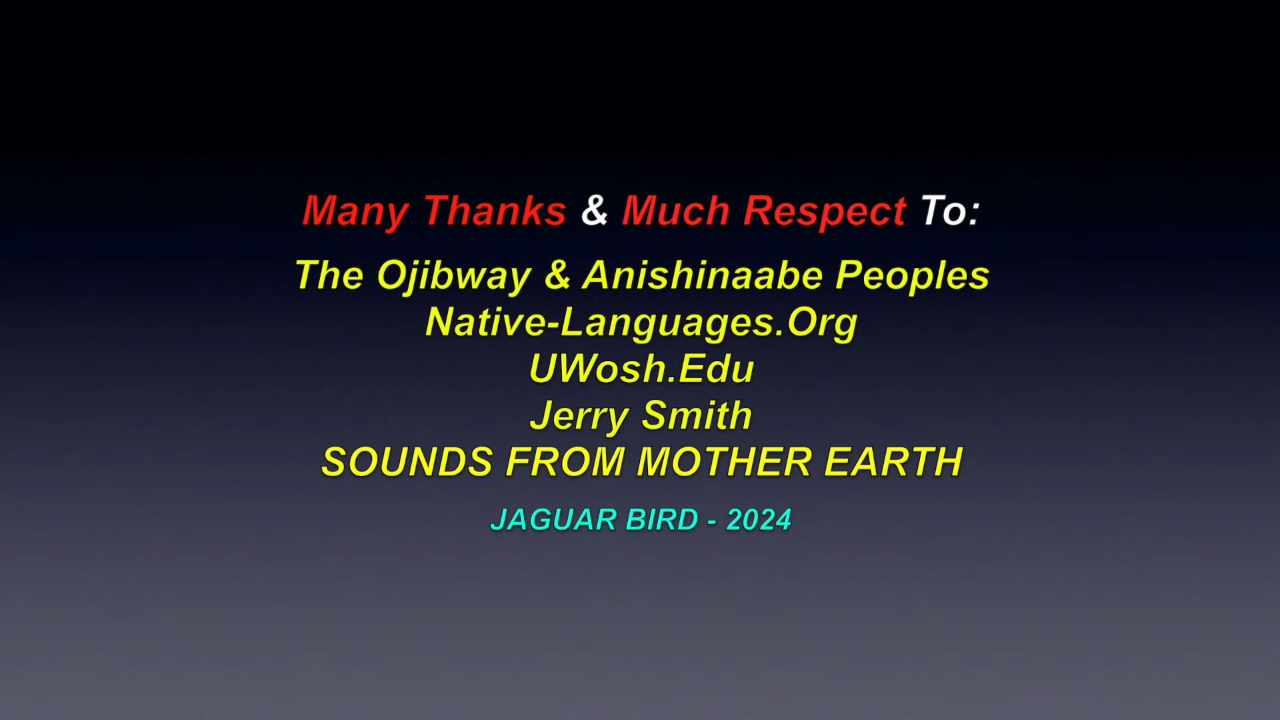 Many Thanks & Much Respect To:
The Ojibway & Anishinaabe Peoples
Native-Languages.Org
UWosh.Edu
Jerry Smith
SOUNDS FROM MOTHER EARTH
JAGUAR BIRD - 2024